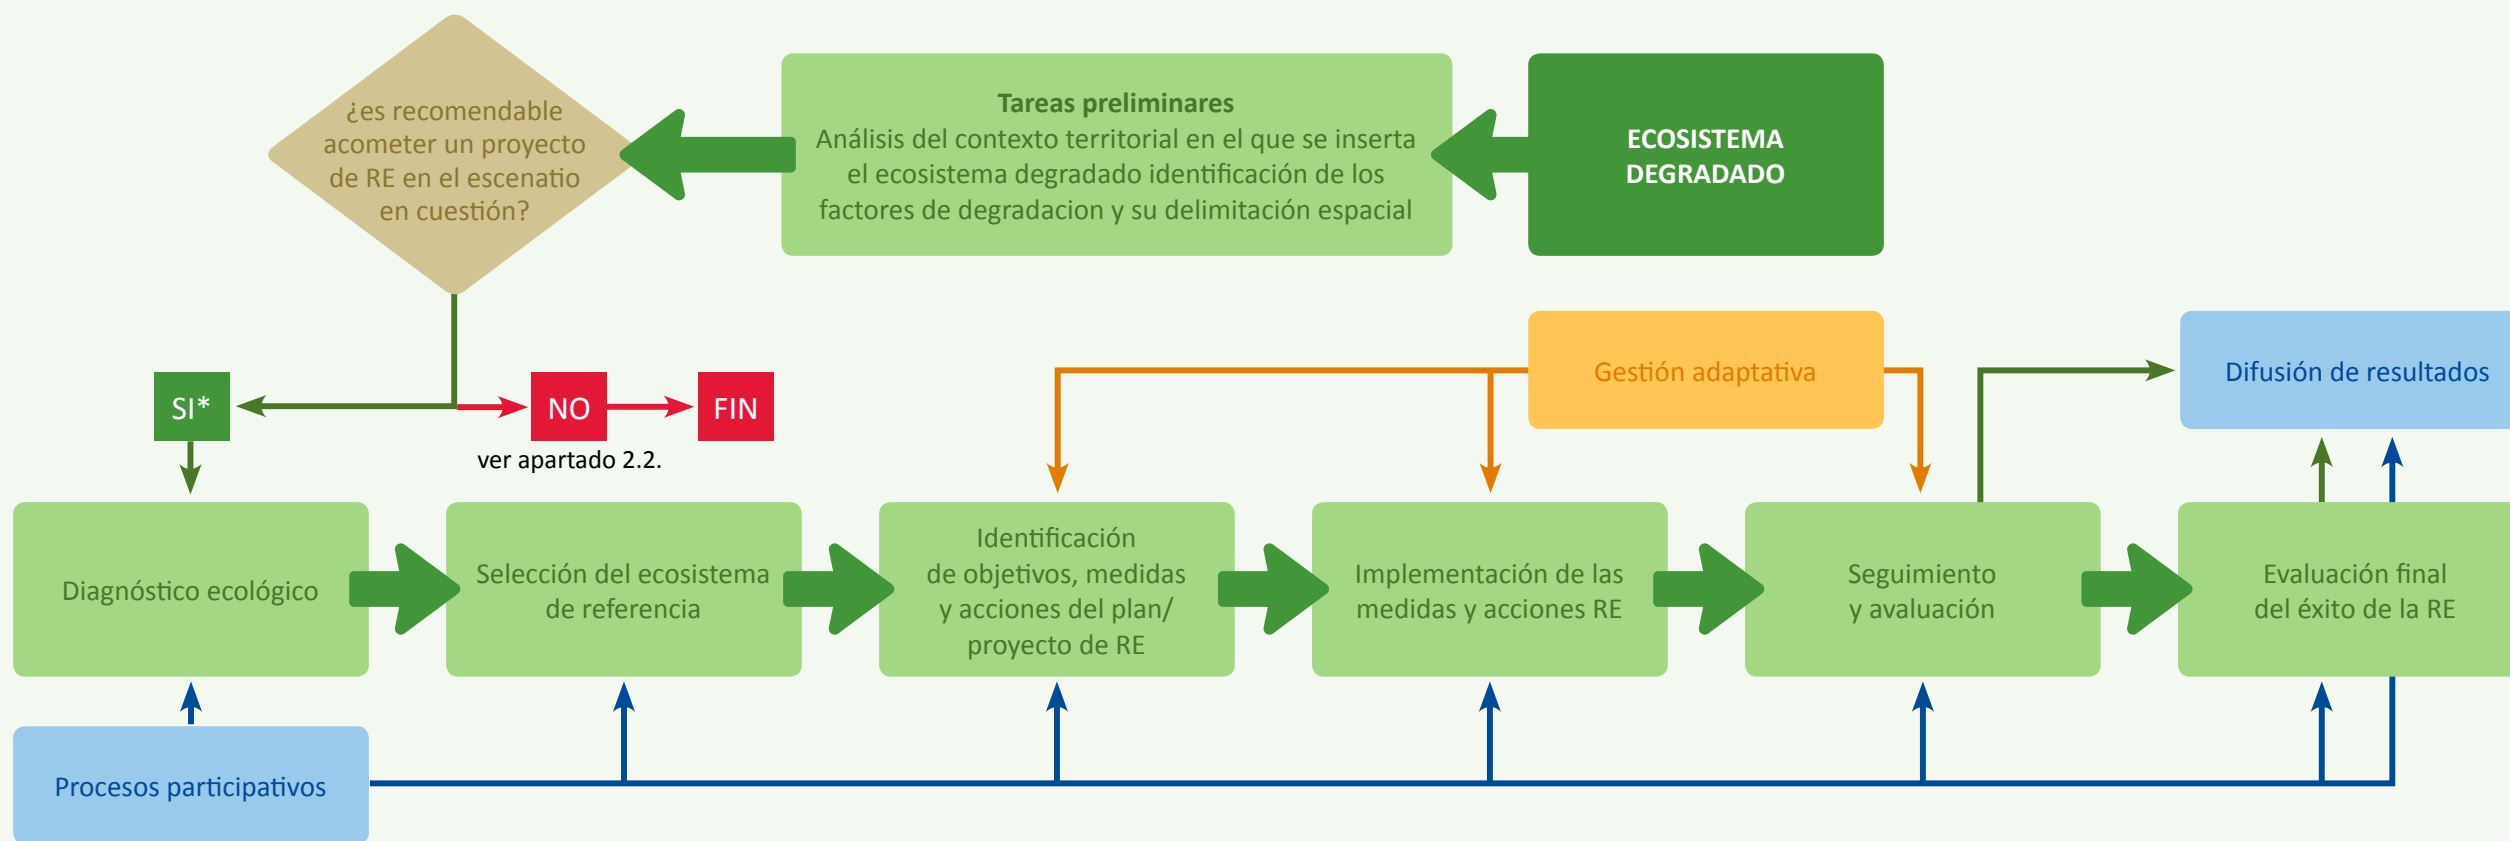 ¿es recomendable
acometer un proyecto
de RE en el escenatio
en cuestión?
Tareas preliminares
Análisis del contexto territorial en el que se inserta
el ecosistema degradado identificación de los
factores de degradacion y su delimitación espacial
ECOSISTEMA
DEGRADADO
SI*
NO
FIN
ver apartado 2.2.
Gestión adaptativa
Difusión de resultados
Diagnóstico ecológico
Selección del ecosistema
de referencia
Identificación
de objetivos, medidas
y acciones del plan/
proyecto de RE
Implementación de las
medidas y acciones RE
Seguimiento
y avaluación
Evaluación final
del éxito de la RE
Procesos participativos